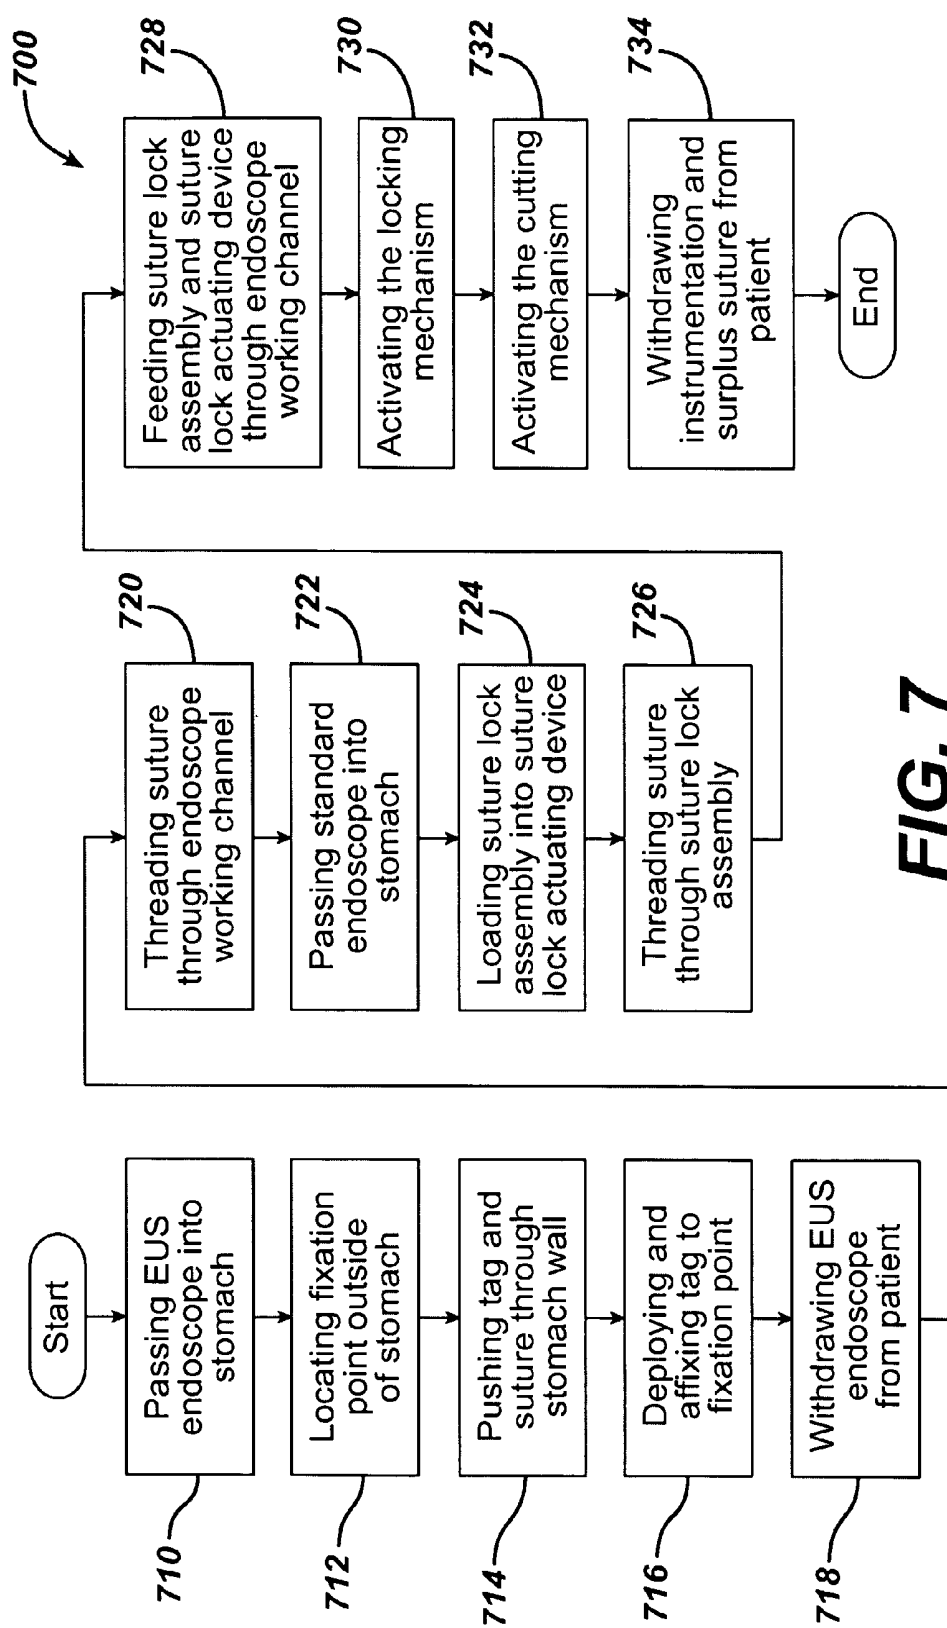 700
Start
Passing EUS
endoscope into
stomach
710
Locating fixation
point outside
of stomach
712
Pushing tag and
suture through
stomach wall
714
Deploying and
affixing tag to
fixation point
716
Withdrawing EUS
endoscope
from patient
718
Threading suture
through endoscope
working channel
720
Passing standard
endoscope into
stomach
722
Loading suture lock
assembly into suture
lock actuating device
724
Threading suture
through suture lock
assembly
726
Feeding suture lock
assembly and suture
lock actuating device
through endoscope
working channel
728
Activating the locking
mechanism
730
Activating the cutting
mechanism
732
Withdrawing
instrumentation and
surplus suture from
patient
734
End
FIG. 7